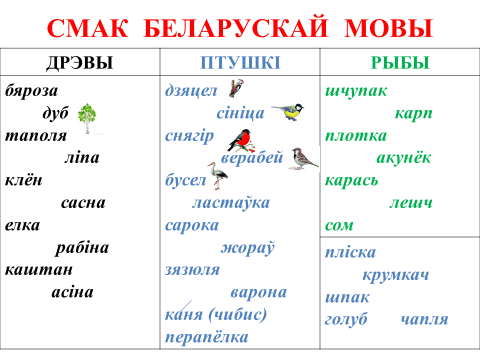 СМАК БЕЛАРУСКАЙ МОВЫ
ДРЭВЫ
бяроза
дуб
таполя
ліпа
клён
сасна
елка
рабіна
каштан
асіна
ПТУШКІ
дзяцел
сініца
снягір
верабей
бусел
ластаўка
сарока
жораў
зязюля
варона
каня (чибис)
перапёлка
РЫБЫ
шчупак
карп
плотка
акунёк
карась
лешч
сом
пліска
крумкач
шпак
голуб чапля